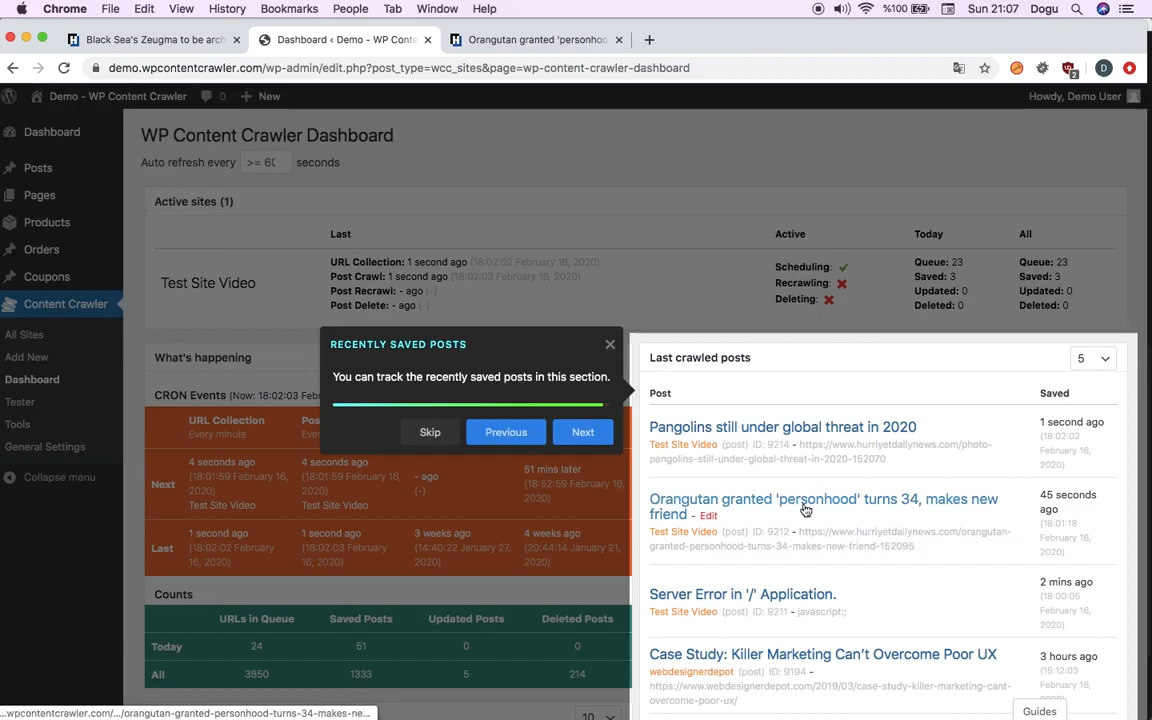 Chrome File Edit View History Bookmarks People Tab Window Help %100 Sun 21:07 Dogu
Black Sea's Zeugma to be arch Dashboard ‹ Demo - WP Conte Orangutan granted 'personhoo
demo.wpcontentcrawler.com/wp-admin/edit.php?post_type=wcc_sites&page=wp-content-crawler-dashboard 2 D
Demo - WP Content Crawler 0 + New Howdy, Demo User
Dashboard
Posts
Pages
Products
Orders
Coupons
Content Crawler
All Sites
Add New
Dashboard
Tester
Tools
General Settings
Collapse menu
WP Content Crawler Dashboard
Auto refresh every >= 60 seconds
Active sites (1)
Last Active Today All
Test Site Video
URL Collection: 1 second ago (18:02:02 February 16, 2020)
Post Crawl: 1 second ago (18:02:03 February 16, 2020)
Post Recrawl: - ago (-)
Post Delete: - ago (-)
Scheduling:
Recrawling:
Deleting:
Queue: 23
Saved: 3
Updated: 0
Deleted: 0
Queue: 23
Saved: 3
Updated: 0
Deleted: 0
What's happening
CRON Events (Now: 18:02:03 Febr
URL Collection
Every minute
Pos
Ever
Next
4 seconds ago
(18:01:59 February
16, 2020)
Test Site Video
4 seconds ago
(18:01:59 February
16, 2020)
Test Site Video
- ago
(-)
51 mins later
(18:52:59 February
16, 2020)
Last
1 second ago
(18:02:02 February
16, 2020)
1 second ago
(18:02:03 February
16, 2020)
3 weeks ago
(14:40:22 January 27,
2020)
4 weeks ago
(20:44:14 January 21,
2020)
Counts
URLs in Queue Saved Posts Updated Posts Deleted Posts
Today 24 51 0 0
All 3850 1333 5 214
10
RECENTLY SAVED POSTS
You can track the recently saved posts in this section.
Skip Previous Next
Last crawled posts 5
Post Saved
Pangolins still under global threat in 2020
Test Site Video (post) ID: 9214 - https://www.hurriyetdailynews.com/photo-
pangolins-still-under-global-threat-in-2020-152070
1 second ago
(18:02:02
February 16,
2020)
Orangutan granted 'personhood' turns 34, makes new
friend - Edit
Test Site Video (post) ID: 9212 - https://www.hurriyetdailynews.com/orangutan-
granted-personhood-turns-34-makes-new-friend-152095
45 seconds
ago
(18:01:18
February 16,
2020)
Server Error in '/' Application.
Test Site Video (post) ID: 9211 - javascript:;
2 mins ago
(18:00:05
February 16,
2020)
Case Study: Killer Marketing Can't Overcome Poor UX
webdesignerdepot (post) ID: 9194 -
https://www.webdesignerdepot.com/2019/03/case-study-killer-marketing-cant-
overcome-poor-ux/
3 hours ago
(15:12:03
February 16,
2020)
Guides
...wpcontentcrawler.com/.../orangutan-granted-personhood-turns-34-makes-ne...